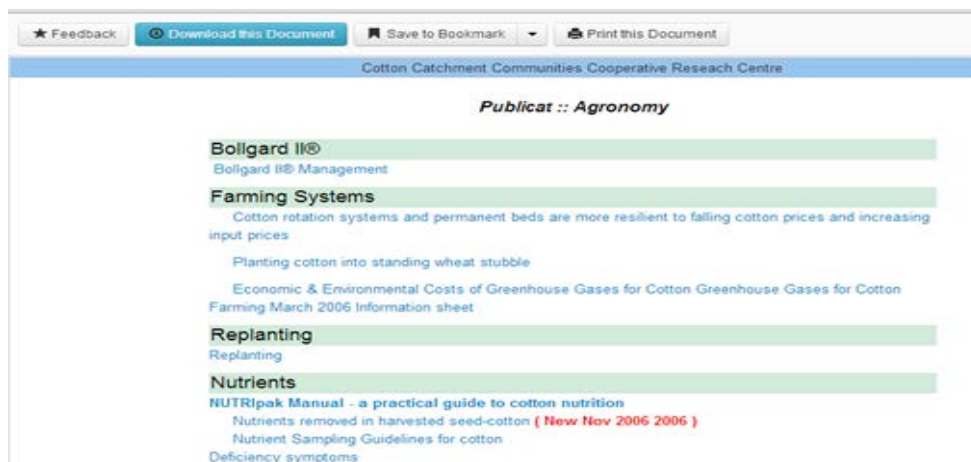 Feedback Download this Document Save to Bookmark Print this Document
Cotton Catchment Communities Cooperative Reseach Centre
Publicat :: Agronomy
Bollgard II®
Bollgard II® Management
Farming Systems
Cotton rotation systems and permanent beds are more resilient to falling cotton prices and increasing
input prices
Planting cotton into standing wheat stubble
Economic & Environmental Costs of Greenhouse Gases for Cotton Greenhouse Gases for Cotton
Farming March 2006 Information sheet
Replanting
Replanting
Nutrients
NUTRIpak Manual - a practical guide to cotton nutrition
Nutrients removed in harvested seed-cotton ( New Nov 2006 2006 )
Nutrient Sampling Guidelines for cotton
Deficiency symptoms